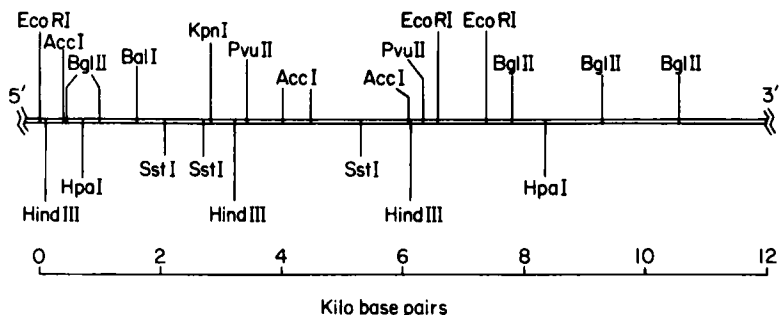 EcoRI EcoRI EcoRI
KpnI
AccI
PvuII PvuII
BglII BalI AccI AccI BglII BglII BglII
5′ 3′
SstI SstI SstI
HpaI HpaI
HindIII HindIII HindIII
0 2 4 6 8 10 12
Kilo base pairs